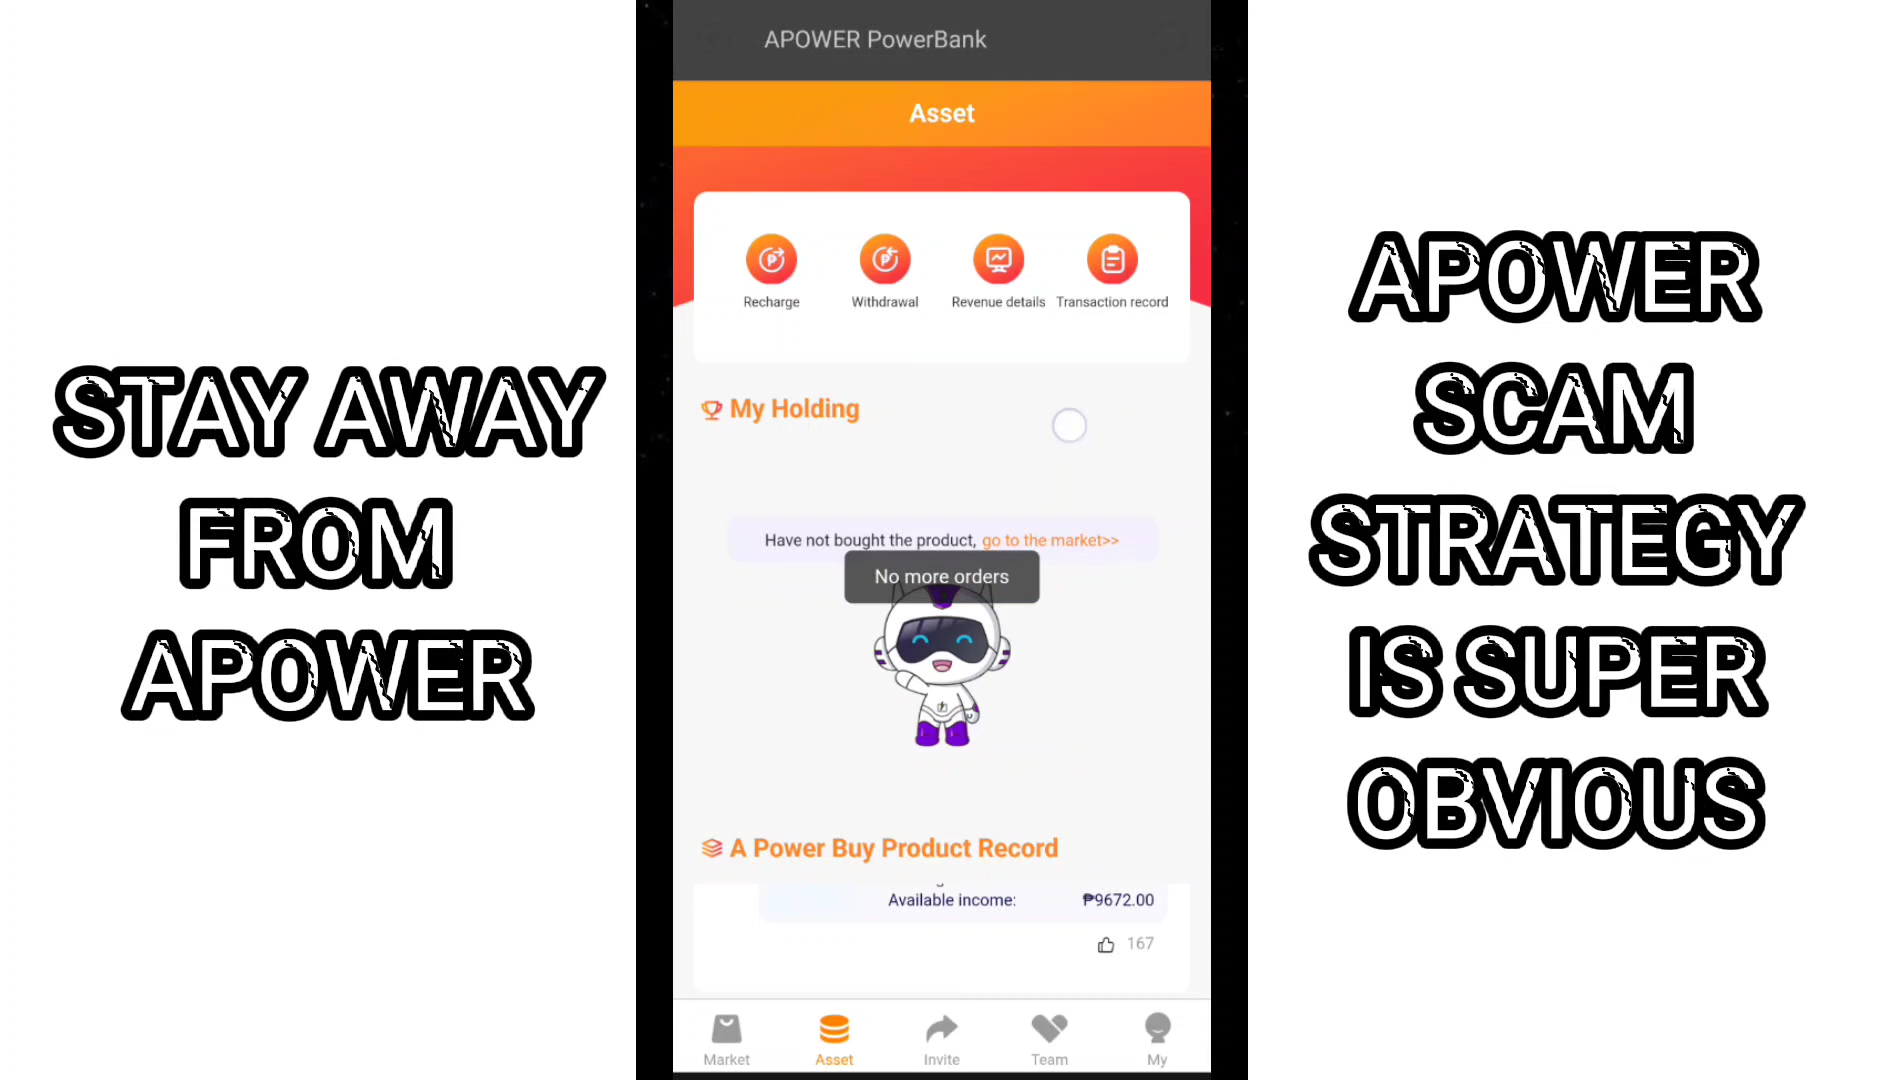 STAY AWAY
FROM
APOWER
APOWER PowerBank
Asset
Recharge
Withdrawal
Revenue details
Transaction record
My Holding
Have not bought the product, go to the market>>
No more orders
A Power Buy Product Record
Available income: ₱9672.00
167
Market
Asset
Invite
Team
My
APOWER
SCAM
STRATEGY
IS SUPER
OBVIOUS